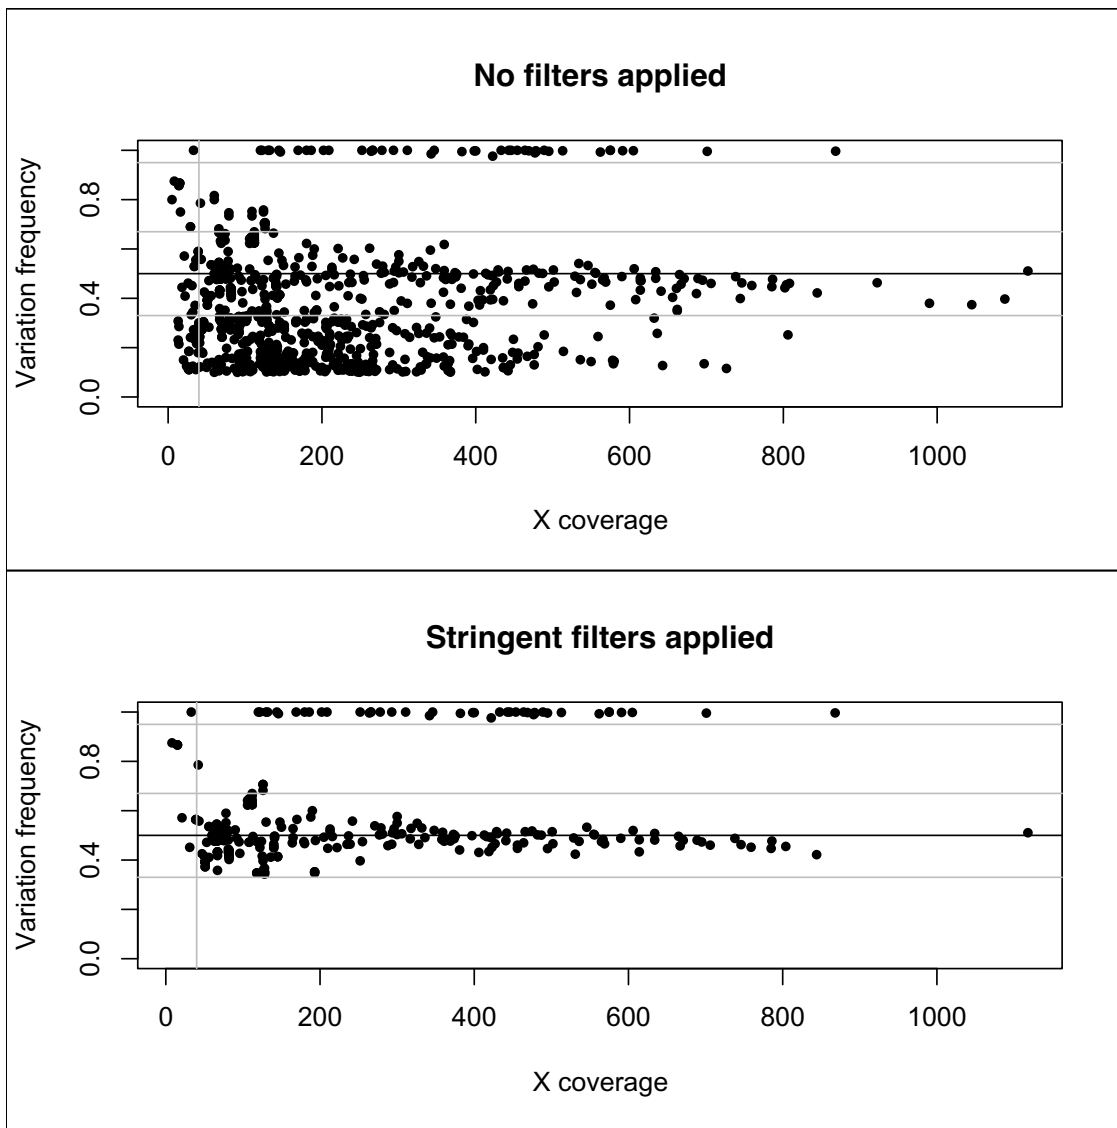 No filters applied
Variation frequency
0.8
0.4
0.0
0 200 400 600 800 1000
X coverage
Stringent filters applied
Variation frequency
0.8
0.4
0.0
0 200 400 600 800 1000
X coverage